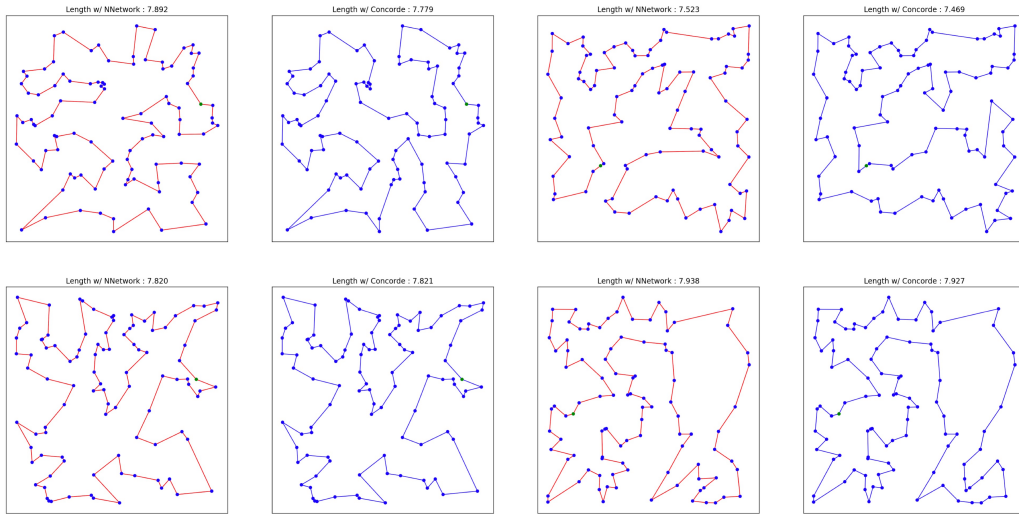 Length w/ NNetwork : 7.892
Length w/ Concorde : 7.779
Length w/ NNetwork : 7.523
Length w/ Concorde : 7.469
Length w/ NNetwork : 7.820
Length w/ Concorde : 7.821
Length w/ NNetwork : 7.938
Length w/ Concorde : 7.927